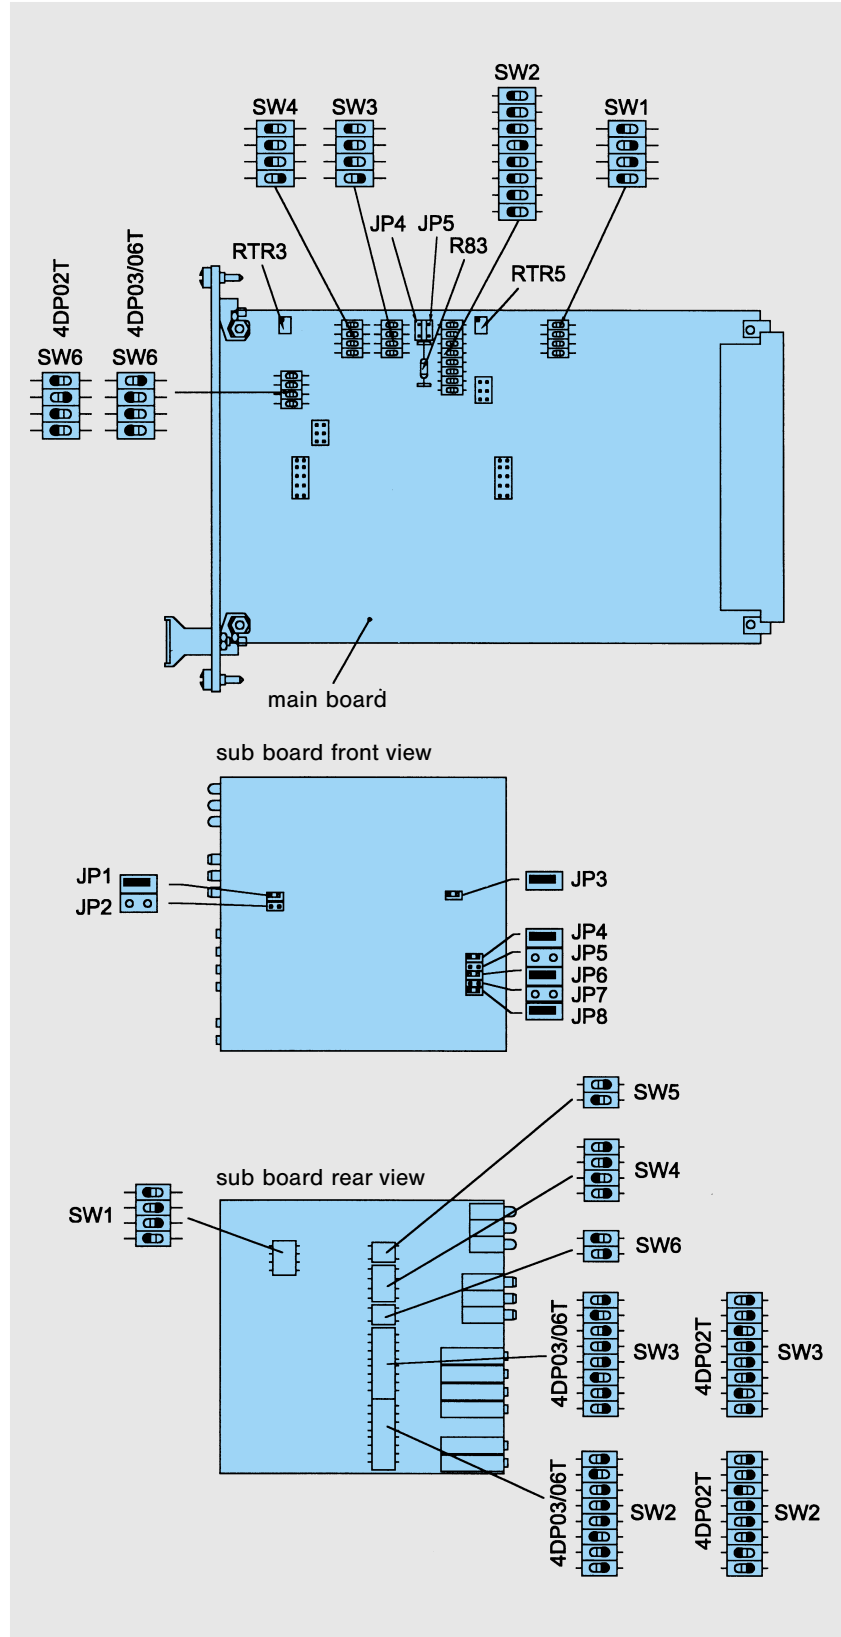 SW2
SW4
SW3
SW1
JP4
JP5
R83
RTR3
RTR5
4DP02T
4DP03/06T
SW6
SW6
main board
sub board front view
JP1
JP2
JP3
JP4
JP5
JP6
JP7
JP8
SW5
sub board rear view
SW4
SW1
SW6
4DP03/06T
SW3
4DP02T
SW3
4DP03/06T
SW2
4DP02T
SW2